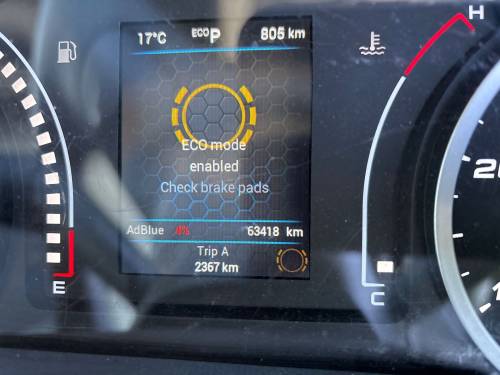 H
17°C ECO P 805 km
ECO mode
enabled
Check brake pads
AdBlue 4% 63418 km
Trip A
2367 km
E
C